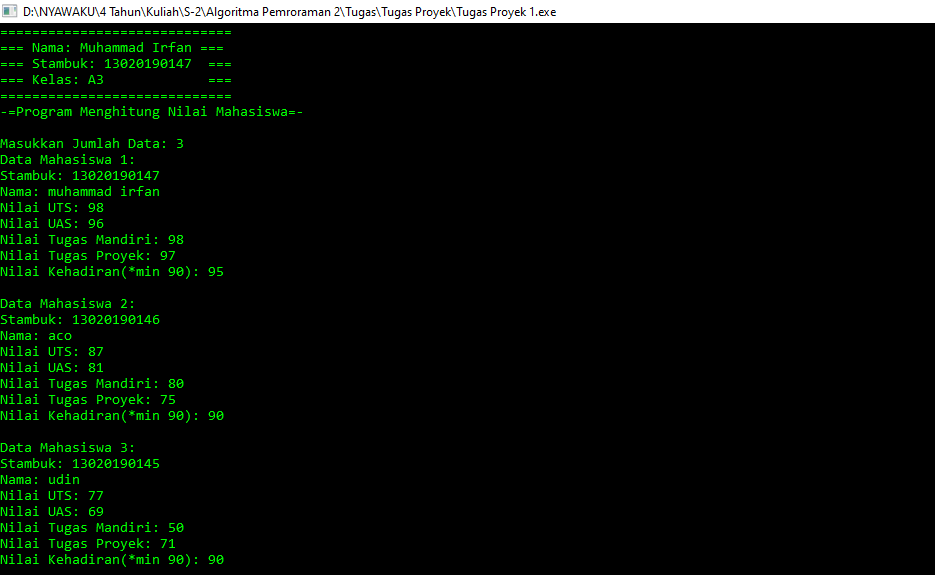 D:\NYAWAKU\4 Tahun\Kuliah\S-2\Algoritma Pemroraman 2\Tugas\Tugas Proyek\Tugas Proyek 1.exe
=============================
=== Nama: Muhammad Irfan ===
=== Stambuk: 13020190147  ===
=== Kelas: A3             ===
=============================
-=Program Menghitung Nilai Mahasiswa=-

Masukkan Jumlah Data: 3
Data Mahasiswa 1:
Stambuk: 13020190147
Nama: muhammad irfan
Nilai UTS: 98
Nilai UAS: 96
Nilai Tugas Mandiri: 98
Nilai Tugas Proyek: 97
Nilai Kehadiran(*min 90): 95

Data Mahasiswa 2:
Stambuk: 13020190146
Nama: aco
Nilai UTS: 87
Nilai UAS: 81
Nilai Tugas Mandiri: 80
Nilai Tugas Proyek: 75
Nilai Kehadiran(*min 90): 90

Data Mahasiswa 3:
Stambuk: 13020190145
Nama: udin
Nilai UTS: 77
Nilai UAS: 69
Nilai Tugas Mandiri: 50
Nilai Tugas Proyek: 71
Nilai Kehadiran(*min 90): 90